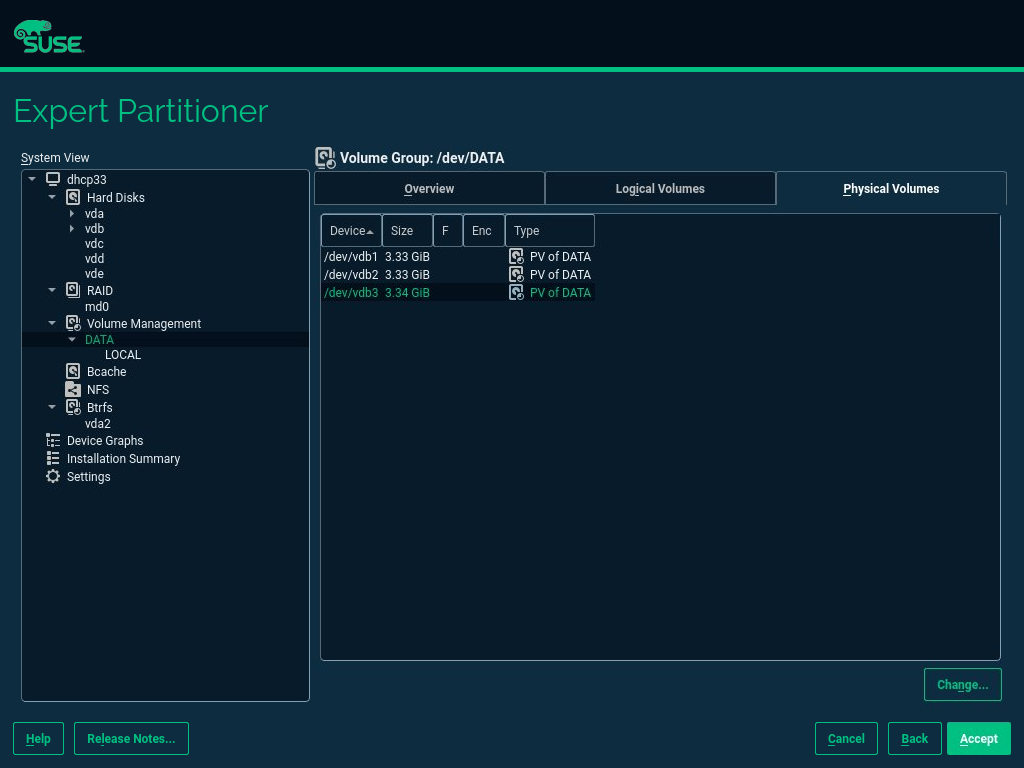 SUSE
Expert Partitioner
System View
dhcp33
Hard Disks
vda
vdb
vdc
vdd
vde
RAID
md0
Volume Management
DATA
LOCAL
Bcache
NFS
Btrfs
vda2
Device Graphs
Installation Summary
Settings
Volume Group: /dev/DATA
Overview Logical Volumes Physical Volumes
Device Size F Enc Type
/dev/vdb1 3.33 GiB PV of DATA
/dev/vdb2 3.33 GiB PV of DATA
/dev/vdb3 3.34 GiB PV of DATA
Change...
Help Release Notes... Cancel Back Accept